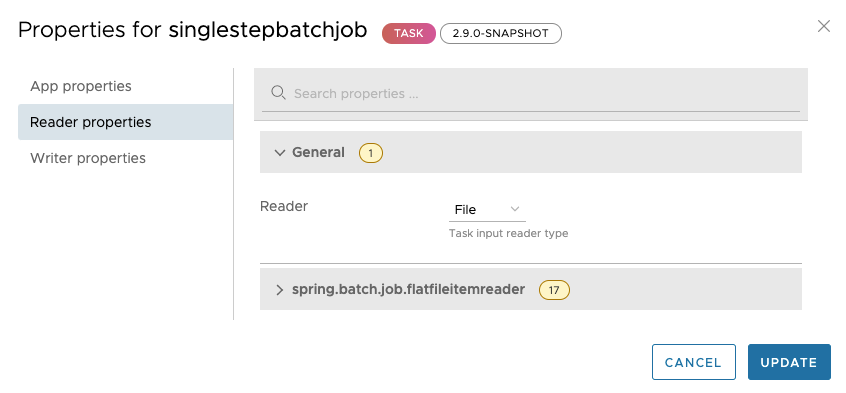 Properties for singlestepbatchjob TASK 2.9.0-SNAPSHOT
App properties
Reader properties
Writer properties
Search properties ...
General 1
Reader File
Task input reader type
spring.batch.job.flatfileitemreader 17
CANCEL UPDATE